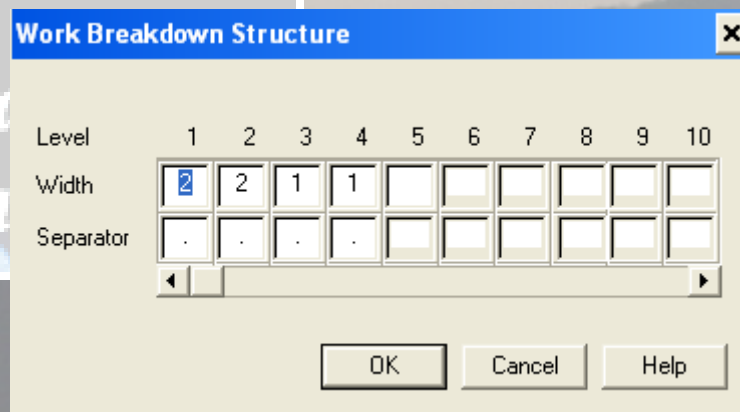 Work Breakdown Structure
Level 1 2 3 4 5 6 7 8 9 10
Width 2 2 1 1
Separator . . . .
OK Cancel Help